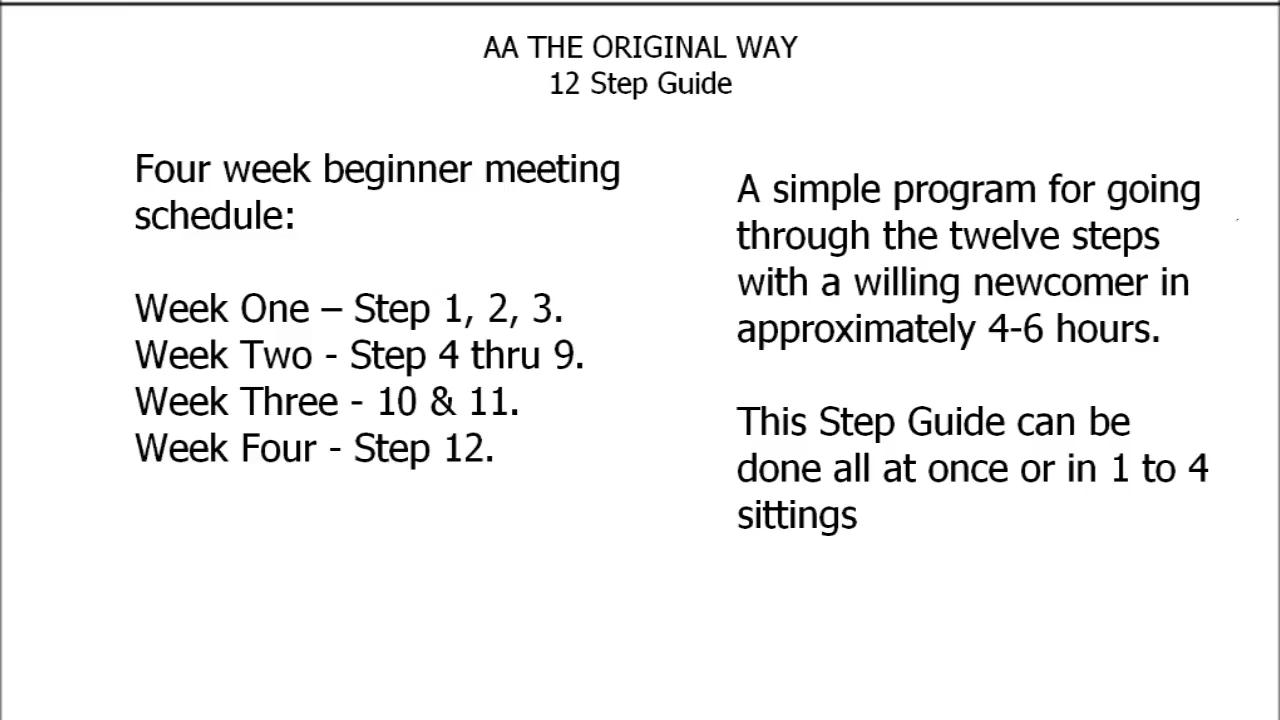 AA THE ORIGINAL WAY
12 Step Guide
Four week beginner meeting
schedule:
Week One – Step 1, 2, 3.
Week Two - Step 4 thru 9.
Week Three - 10 & 11.
Week Four - Step 12.
A simple program for going
through the twelve steps
with a willing newcomer in
approximately 4-6 hours.
This Step Guide can be
done all at once or in 1 to 4
sittings